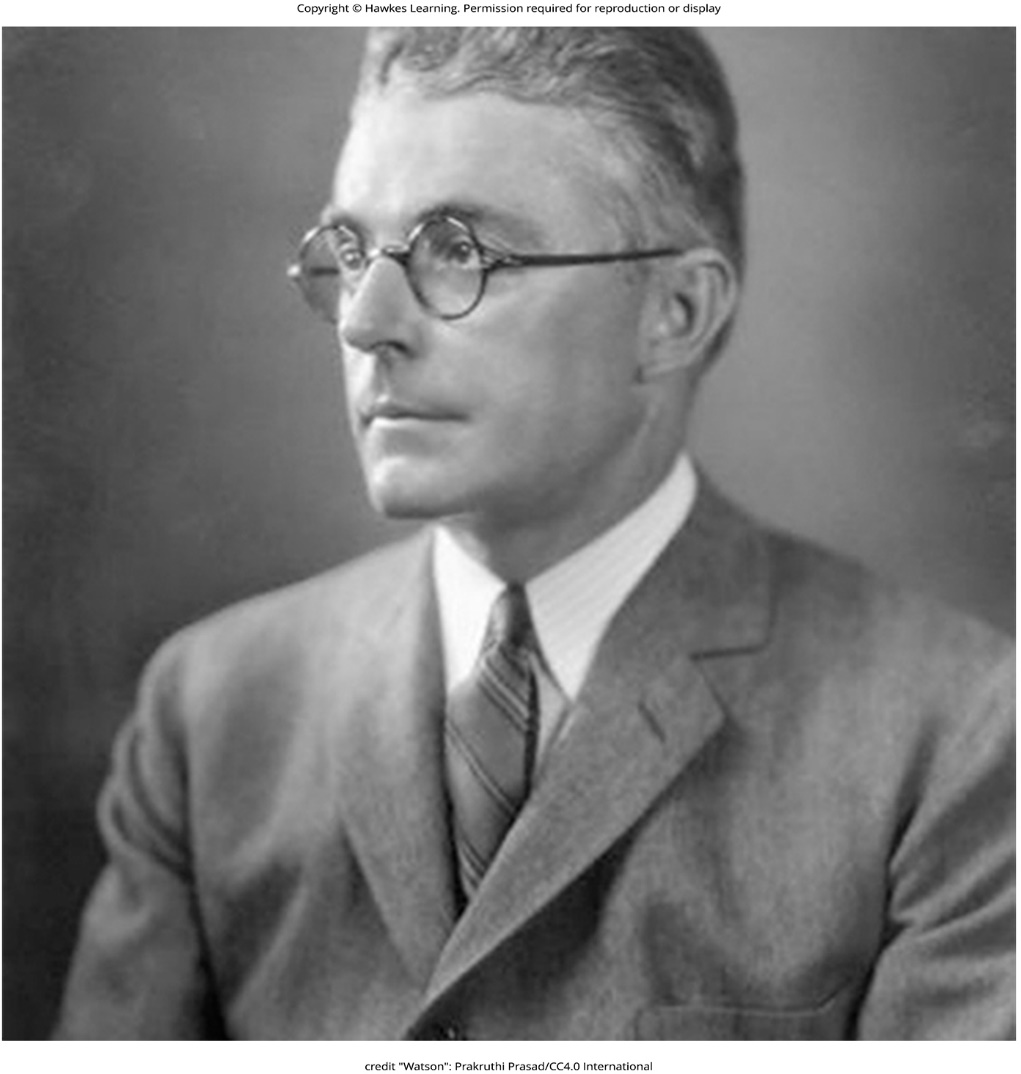 Copyright © Hawkes Learning. Permission required for reproduction or display
credit "Watson": Prakruthi Prasad/CC4.0 International